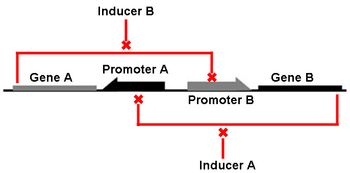 Inducer B
Gene A
Promoter A
Promoter B
Gene B
Inducer A